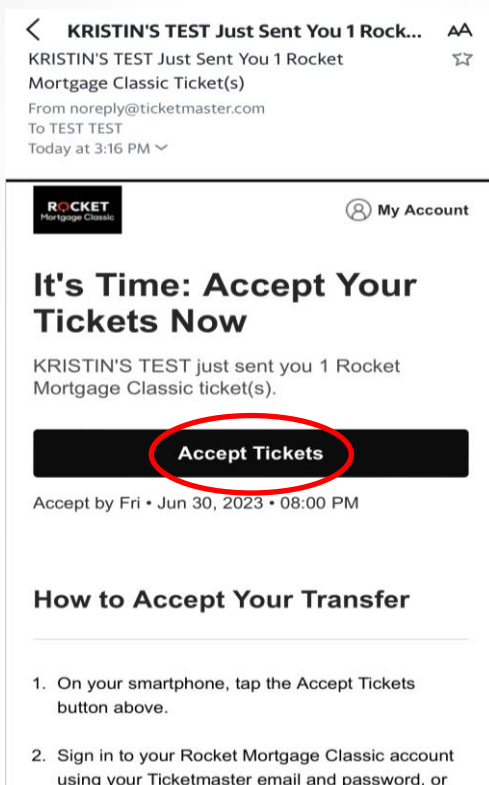 KRISTIN'S TEST Just Sent You 1 Rock... AA
KRISTIN'S TEST Just Sent You 1 Rocket
Mortgage Classic Ticket(s)
From noreply@ticketmaster.com
To TEST TEST
Today at 3:16 PM
ROCKET
Mortgage Classic
My Account
It's Time: Accept Your
Tickets Now
KRISTIN'S TEST just sent you 1 Rocket
Mortgage Classic ticket(s).
Accept Tickets
Accept by Fri • Jun 30, 2023 • 08:00 PM
How to Accept Your Transfer
1. On your smartphone, tap the Accept Tickets
button above.
2. Sign in to your Rocket Mortgage Classic account
using your Ticketmaster email and password, or